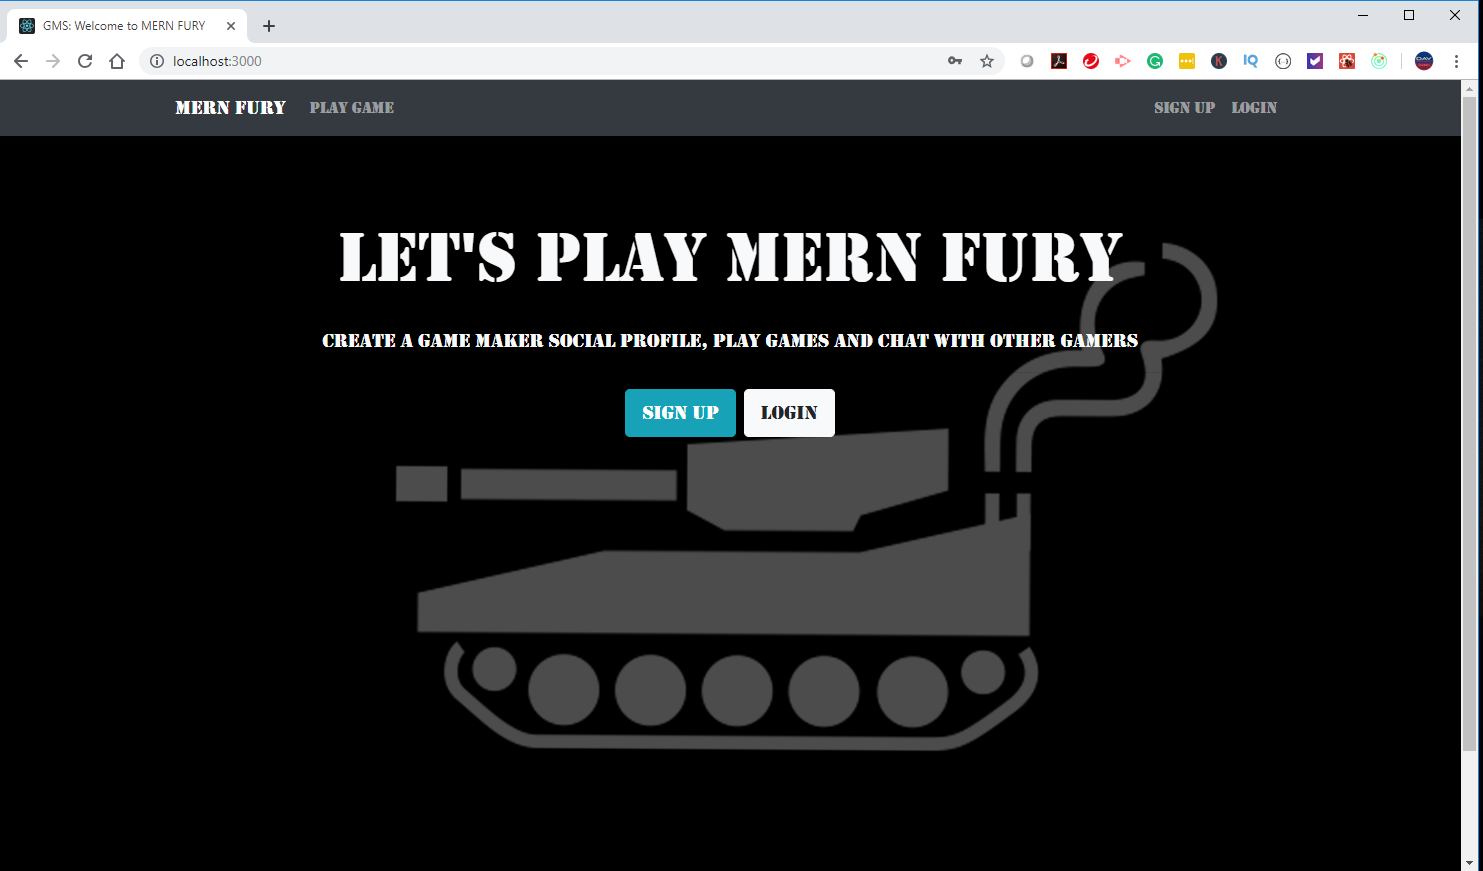 GMS: Welcome to MERN FURY
localhost:3000
MERN FURY PLAY GAME SIGN UP LOGIN
LET'S PLAY MERN FURY
CREATE A GAME MAKER SOCIAL PROFILE, PLAY GAMES AND CHAT WITH OTHER GAMERS
SIGN UP LOGIN